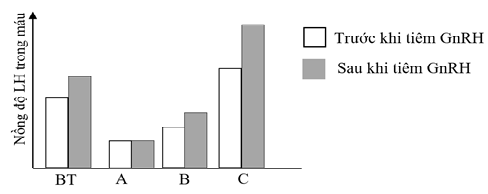 Nồng độ LH trong máu
Trước khi tiêm GnRH
Sau khi tiêm GnRH
BT A B C